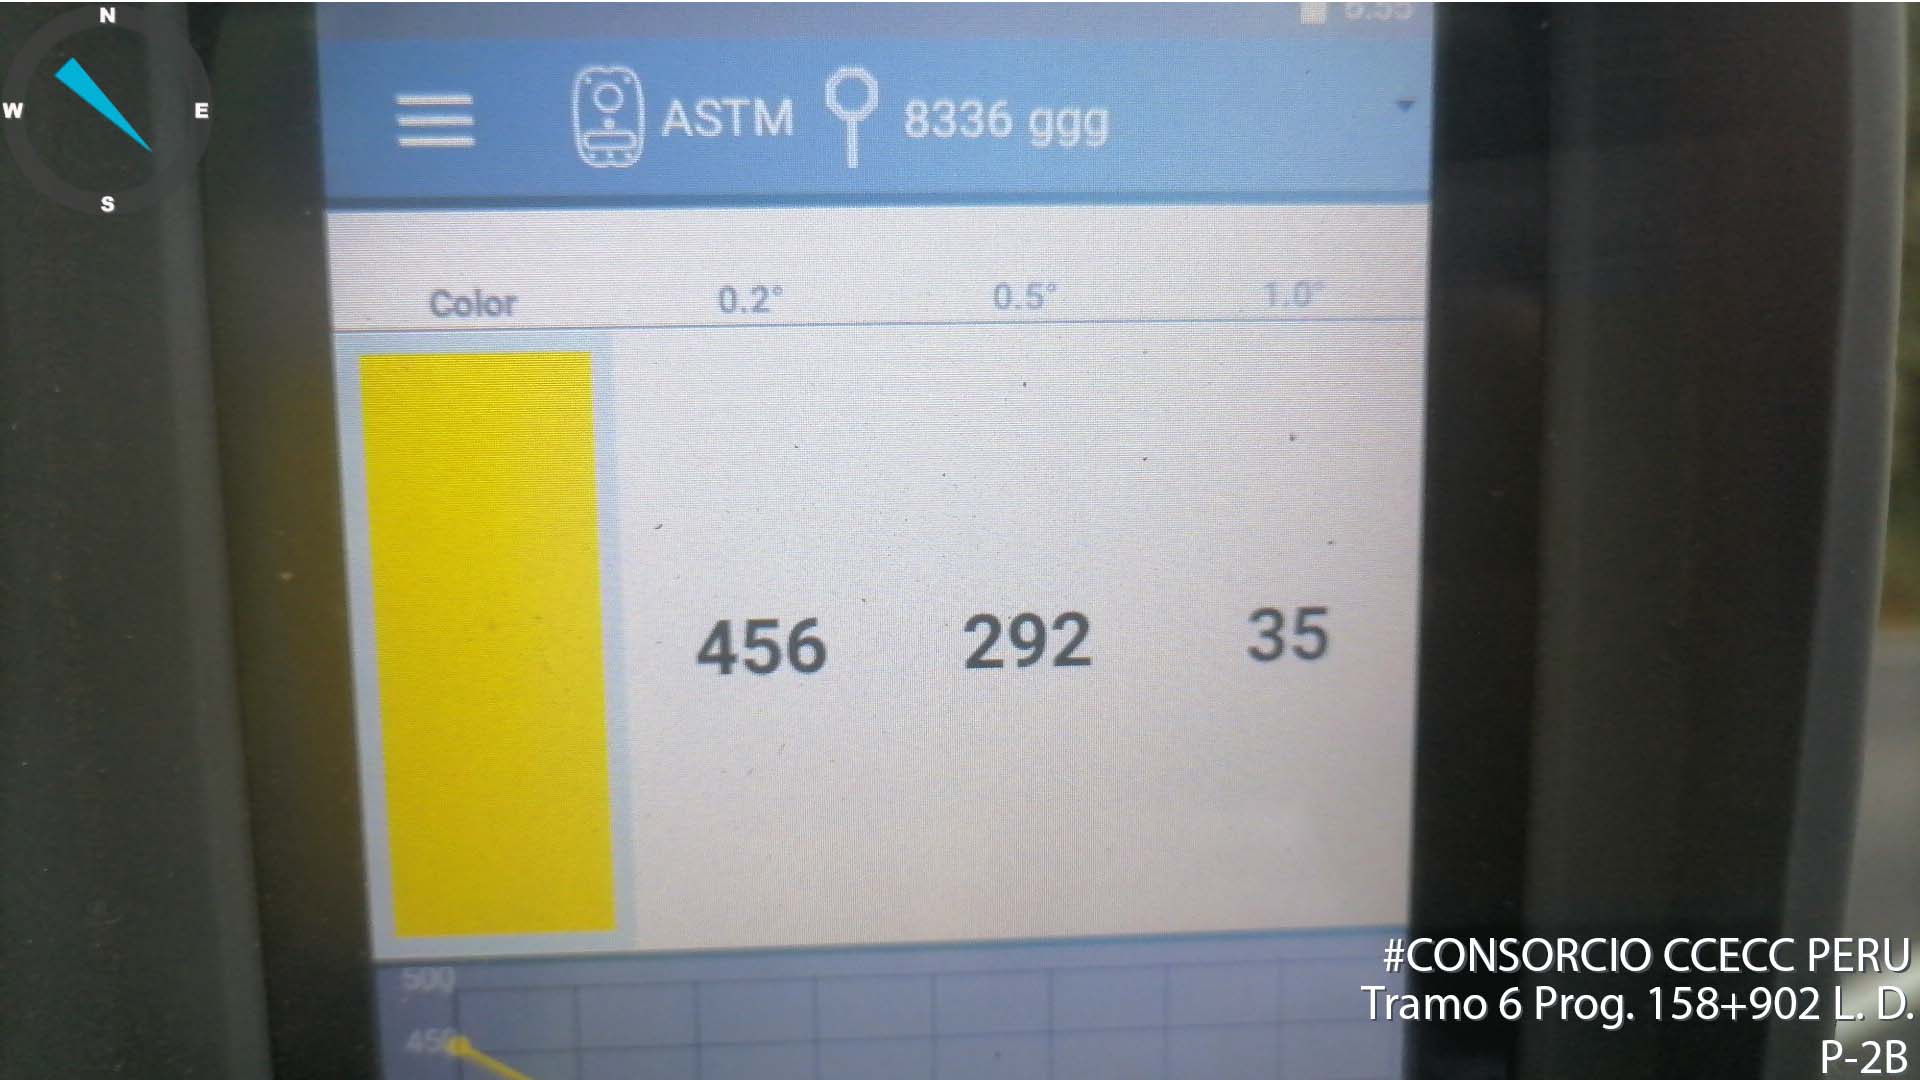 N
W E
S
ASTM 8336 ggg
Color 0.2° 0.5° 1.0°
456 292 35
500
450
#CONSORCIO CCECC PERU
Tramo 6 Prog. 158+902 L. D.
P-2B